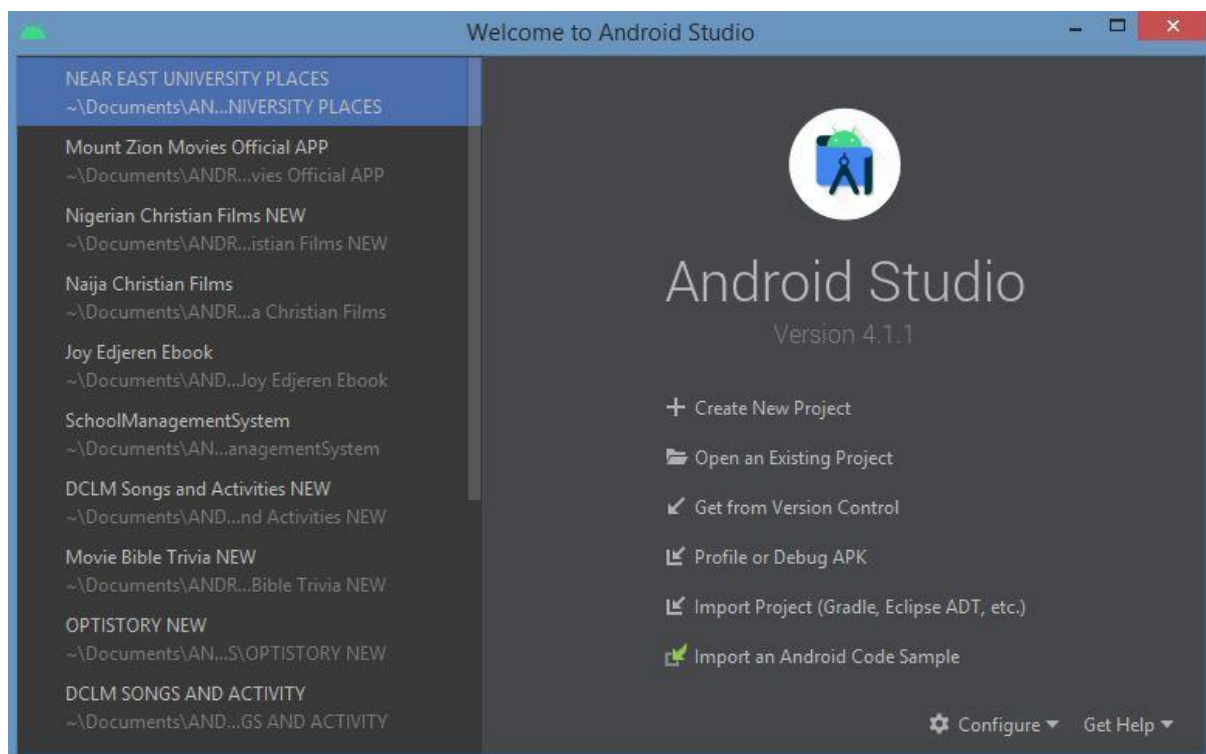 Welcome to Android Studio
NEAR EAST UNIVERSITY PLACES
~\Documents\AN...NIVERSITY PLACES
Mount Zion Movies Official APP
~\Documents\ANDR...vies Official APP
Nigerian Christian Films NEW
~\Documents\ANDR...istian Films NEW
Naija Christian Films
~\Documents\ANDR...a Christian Films
Joy Edjeren Ebook
~\Documents\AND...Joy Edjeren Ebook
SchoolManagementSystem
~\Documents\AN...anagementSystem
DCLM Songs and Activities NEW
~\Documents\AND...nd Activities NEW
Movie Bible Trivia NEW
~\Documents\ANDR...Bible Trivia NEW
OPTISTORY NEW
~\Documents\AN...S\OPTISTORY NEW
DCLM SONGS AND ACTIVITY
~\Documents\AND...GS AND ACTIVITY
Android Studio
Version 4.1.1
Create New Project
Open an Existing Project
Get from Version Control
Profile or Debug APK
Import Project (Gradle, Eclipse ADT, etc.)
Import an Android Code Sample
Configure
Get Help